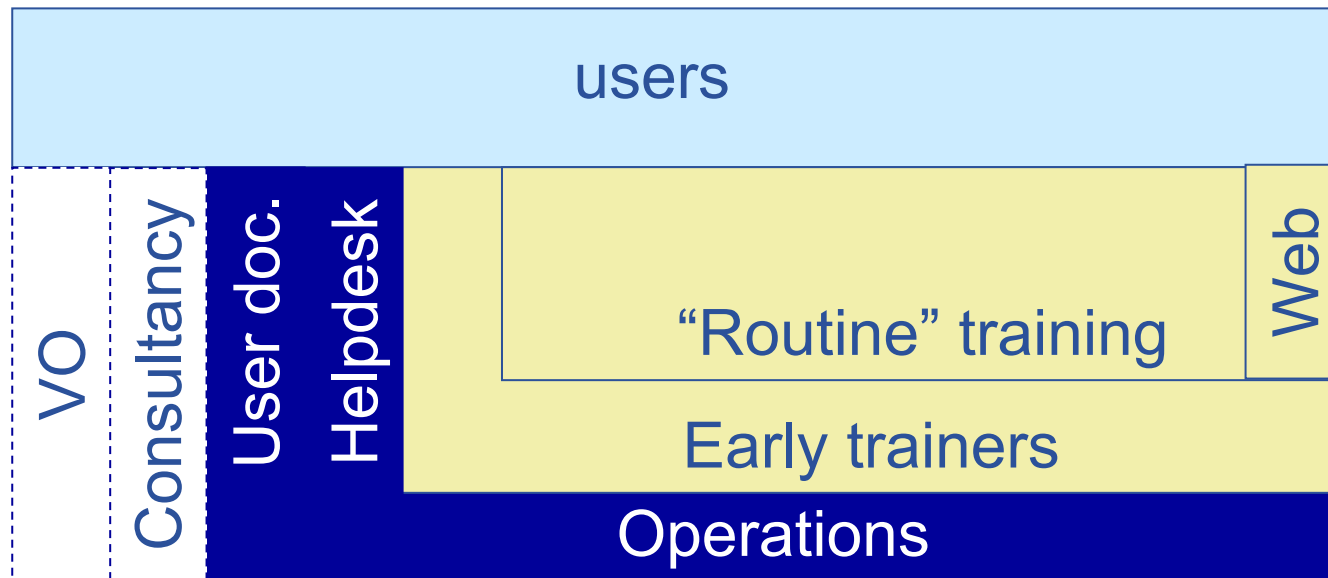 users
VO
Consultancy
User doc.
Helpdesk
“Routine” training
Web
Early trainers
Operations